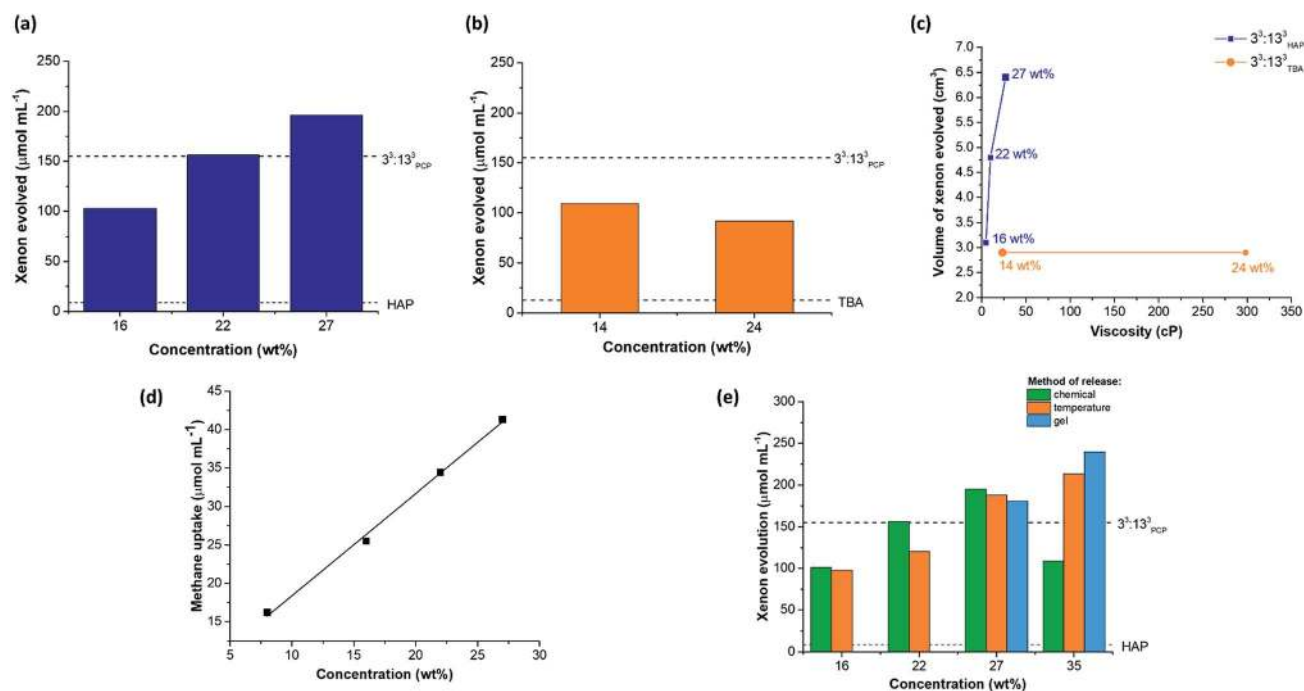 (a)
Xenon evolved (μmol mL⁻¹)
250
200
150
100
50
0
3³:13³PCP
HAP
16 22 27
Concentration (wt%)
(b)
Xenon evolved (μmol mL⁻¹)
250
200
150
100
50
0
3³:13³PCP
TBA
14 24
Concentration (wt%)
(c)
3³:13³HAP
3³:13³TBA
Volume of xenon evolved (cm³)
7.0
6.5
6.0
5.5
5.0
4.5
4.0
3.5
3.0
2.5
2.0
27 wt%
22 wt%
16 wt%
14 wt%
24 wt%
0 50 100 150 200 250 300 350
Viscosity (cP)
(d)
Methane uptake (μmol mL⁻¹)
45
40
35
30
25
20
15
5 10 15 20 25 30
Concentration (wt%)
(e)
Method of release:
chemical
temperature
gel
Xenon evolution (μmol mL⁻¹)
300
250
200
150
100
50
0
3³:13³PCP
HAP
16 22 27 35
Concentration (wt%)